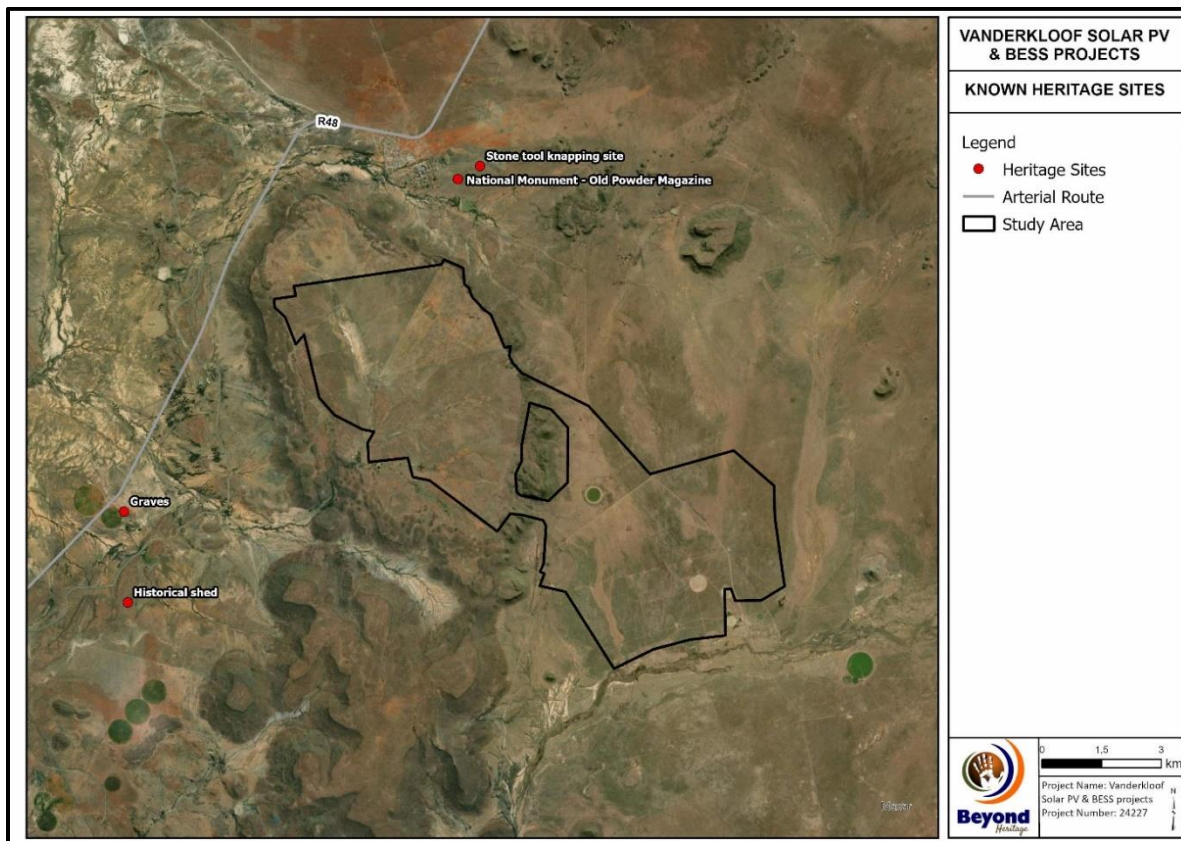 VANDERKLOOF SOLAR PV
& BESS PROJECTS
KNOWN HERITAGE SITES
Legend
Heritage Sites
Arterial Route
Study Area
R48
Stone tool knapping site
National Monument - Old Powder Magazine
Graves
Historical shed
0 1,5 3
km
Project Name: Vanderkloof
Solar PV & BESS projects
Project Number: 24227
N
Beyond
Heritage